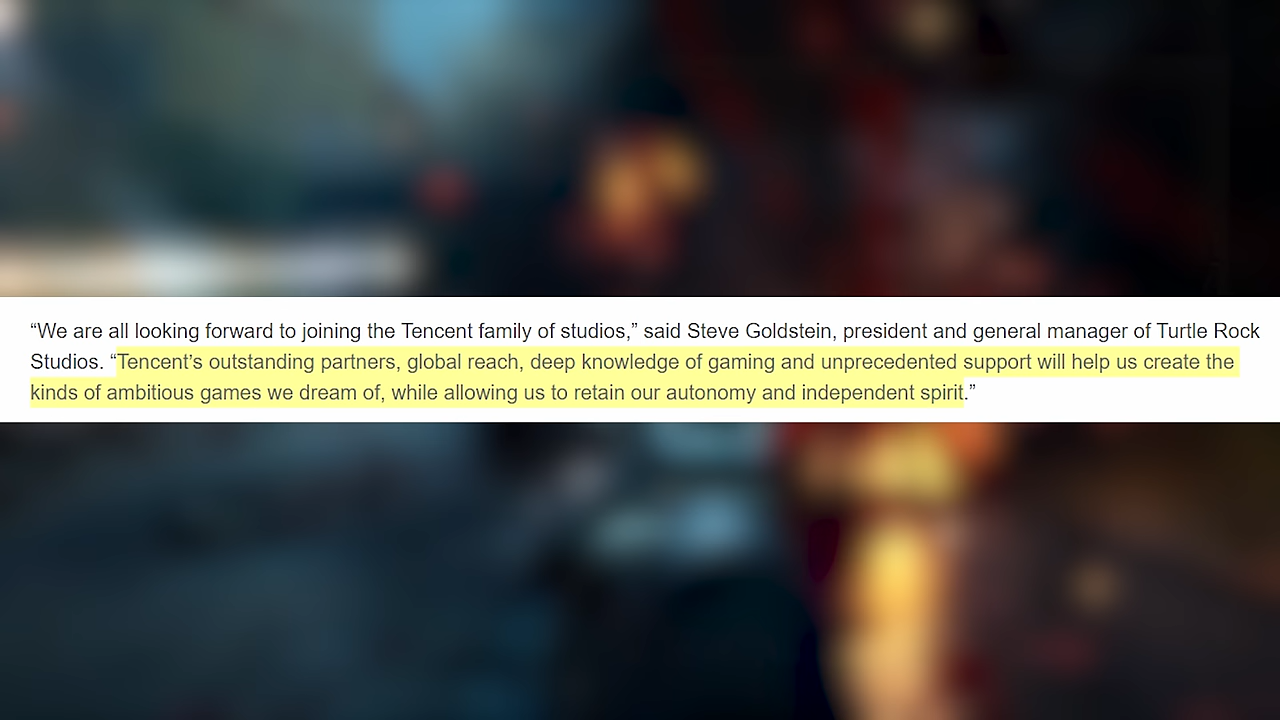 “We are all looking forward to joining the Tencent family of studios,” said Steve Goldstein, president and general manager of Turtle Rock
Studios. “Tencent’s outstanding partners, global reach, deep knowledge of gaming and unprecedented support will help us create the
kinds of ambitious games we dream of, while allowing us to retain our autonomy and independent spirit.”